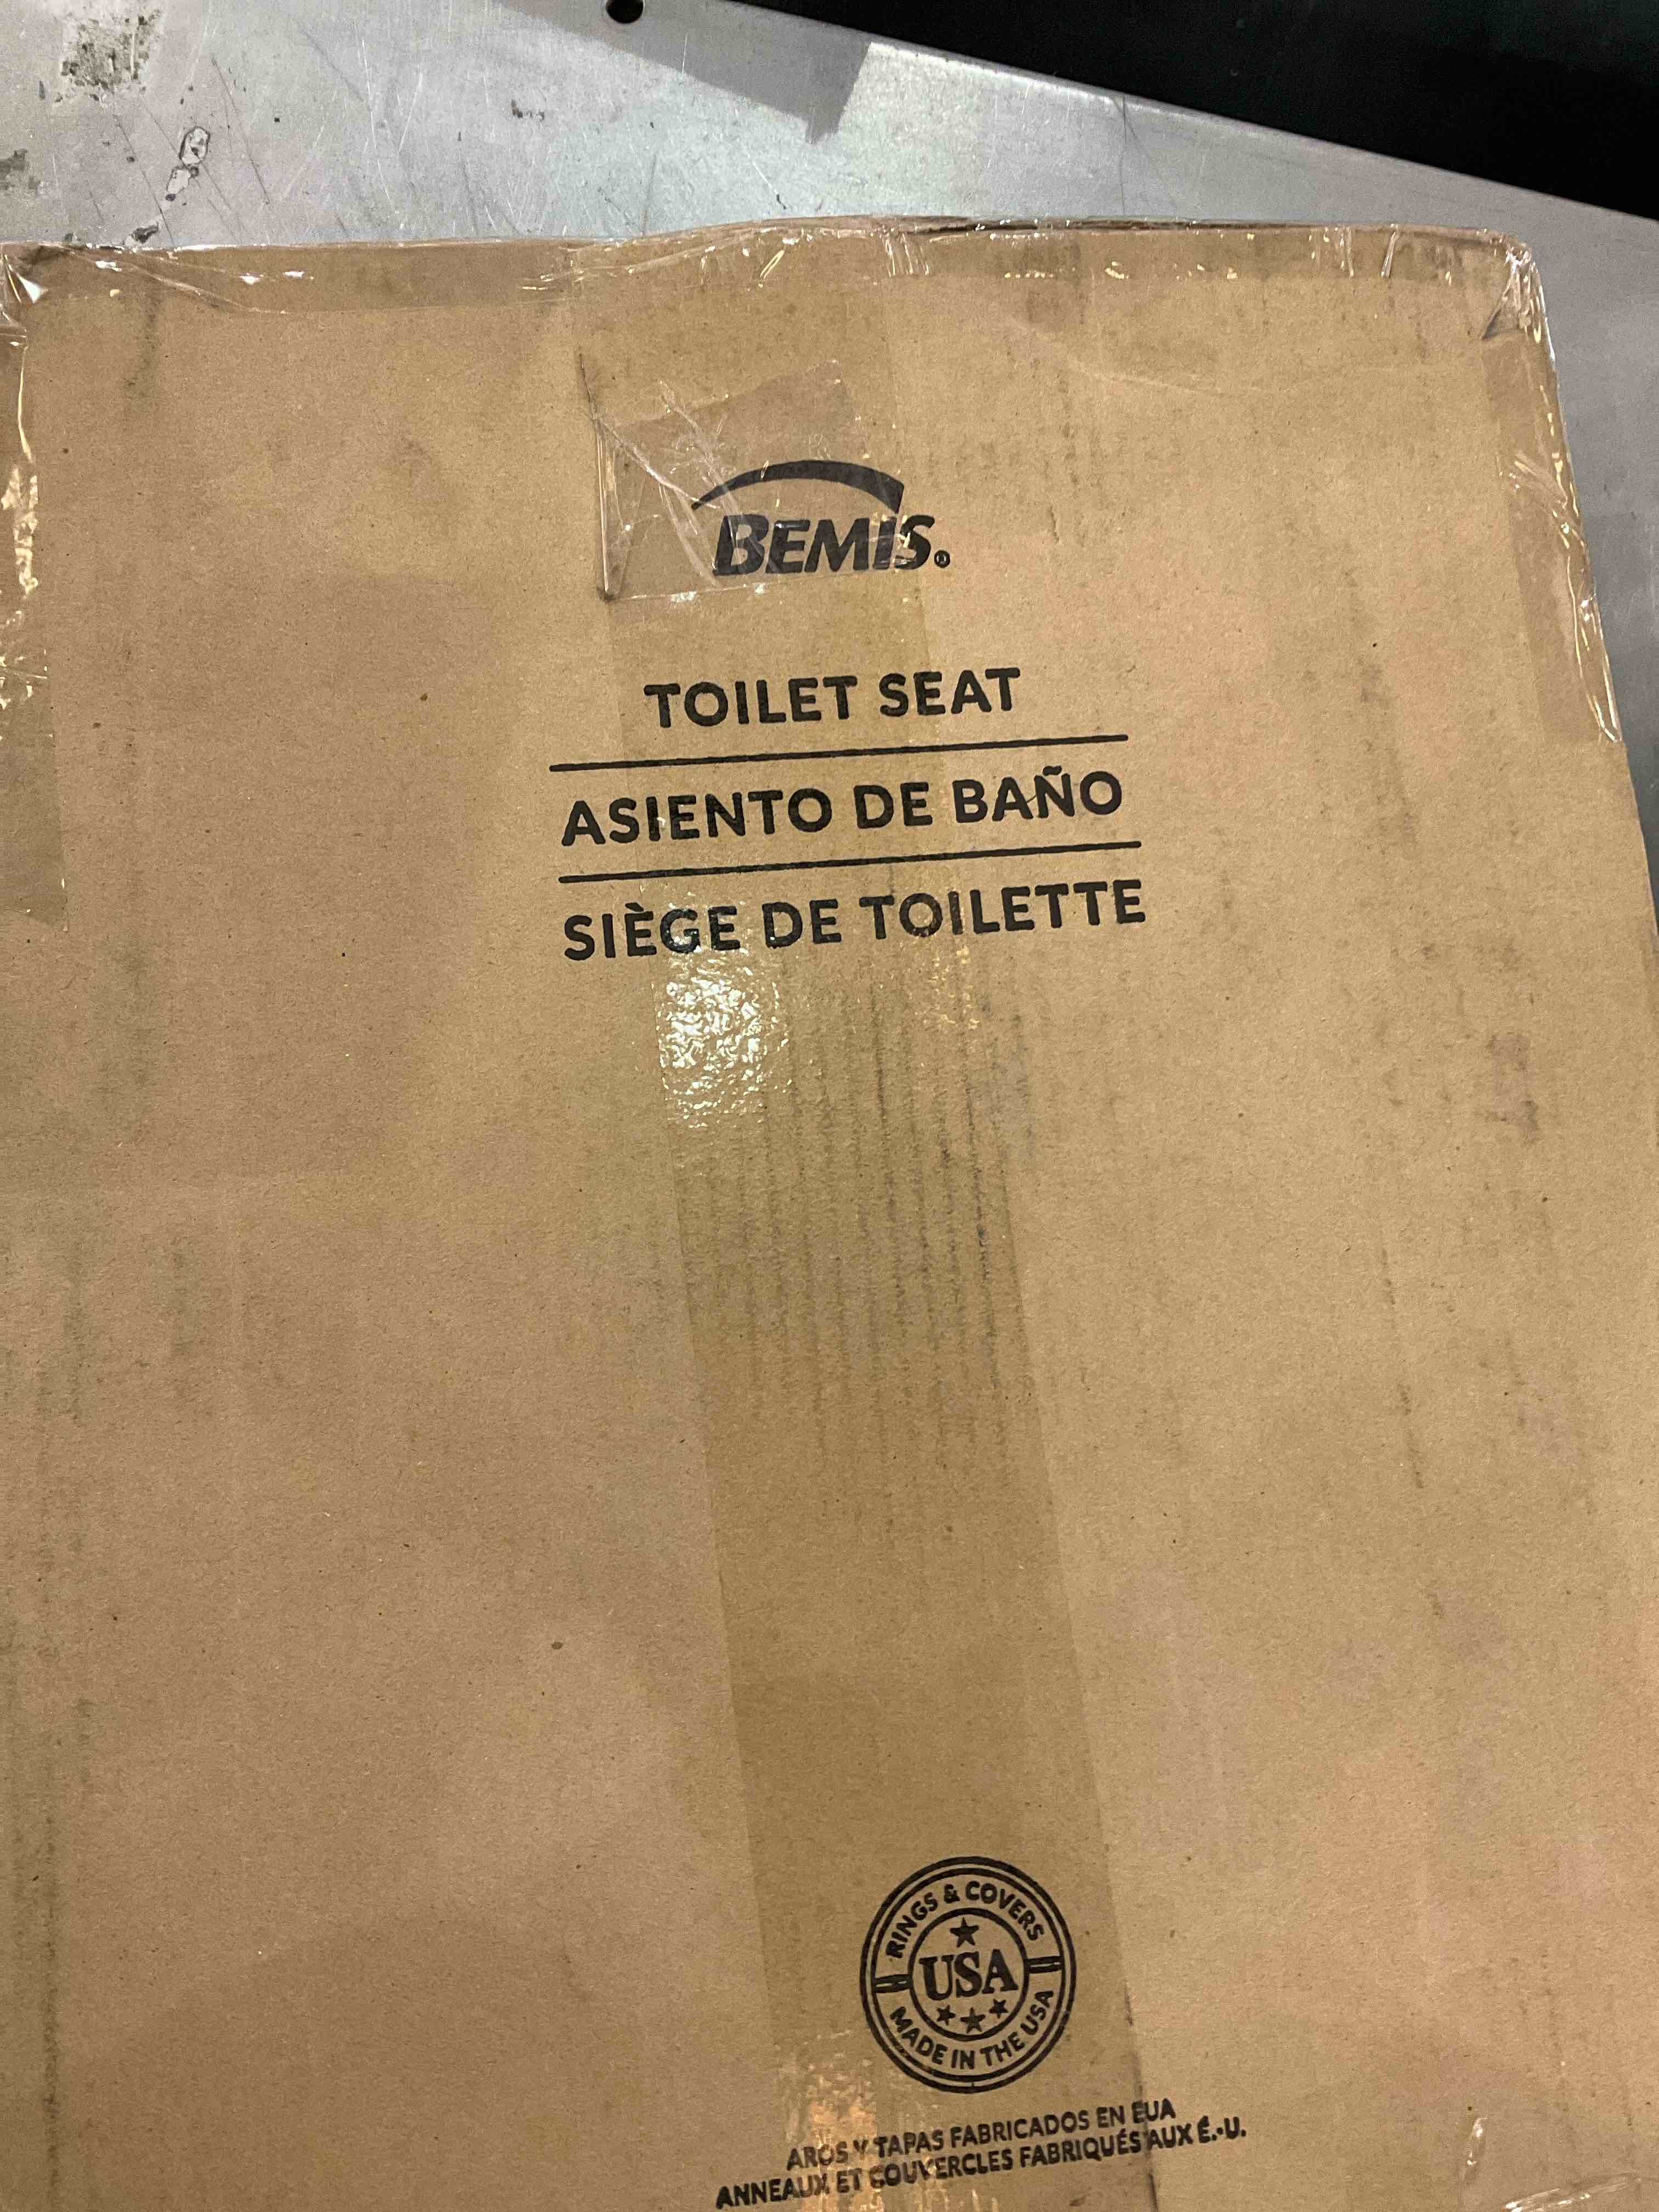 BEMIS®
TOILET SEAT
ASIENTO DE BAÑO
SIÈGE DE TOILETTE
RINGS & COVERS
USA
MADE IN THE USA
AROS Y TAPAS FABRICADOS EN EUA
ANNEAUX ET COUVERCLES FABRIQUÉS AUX É.-U.